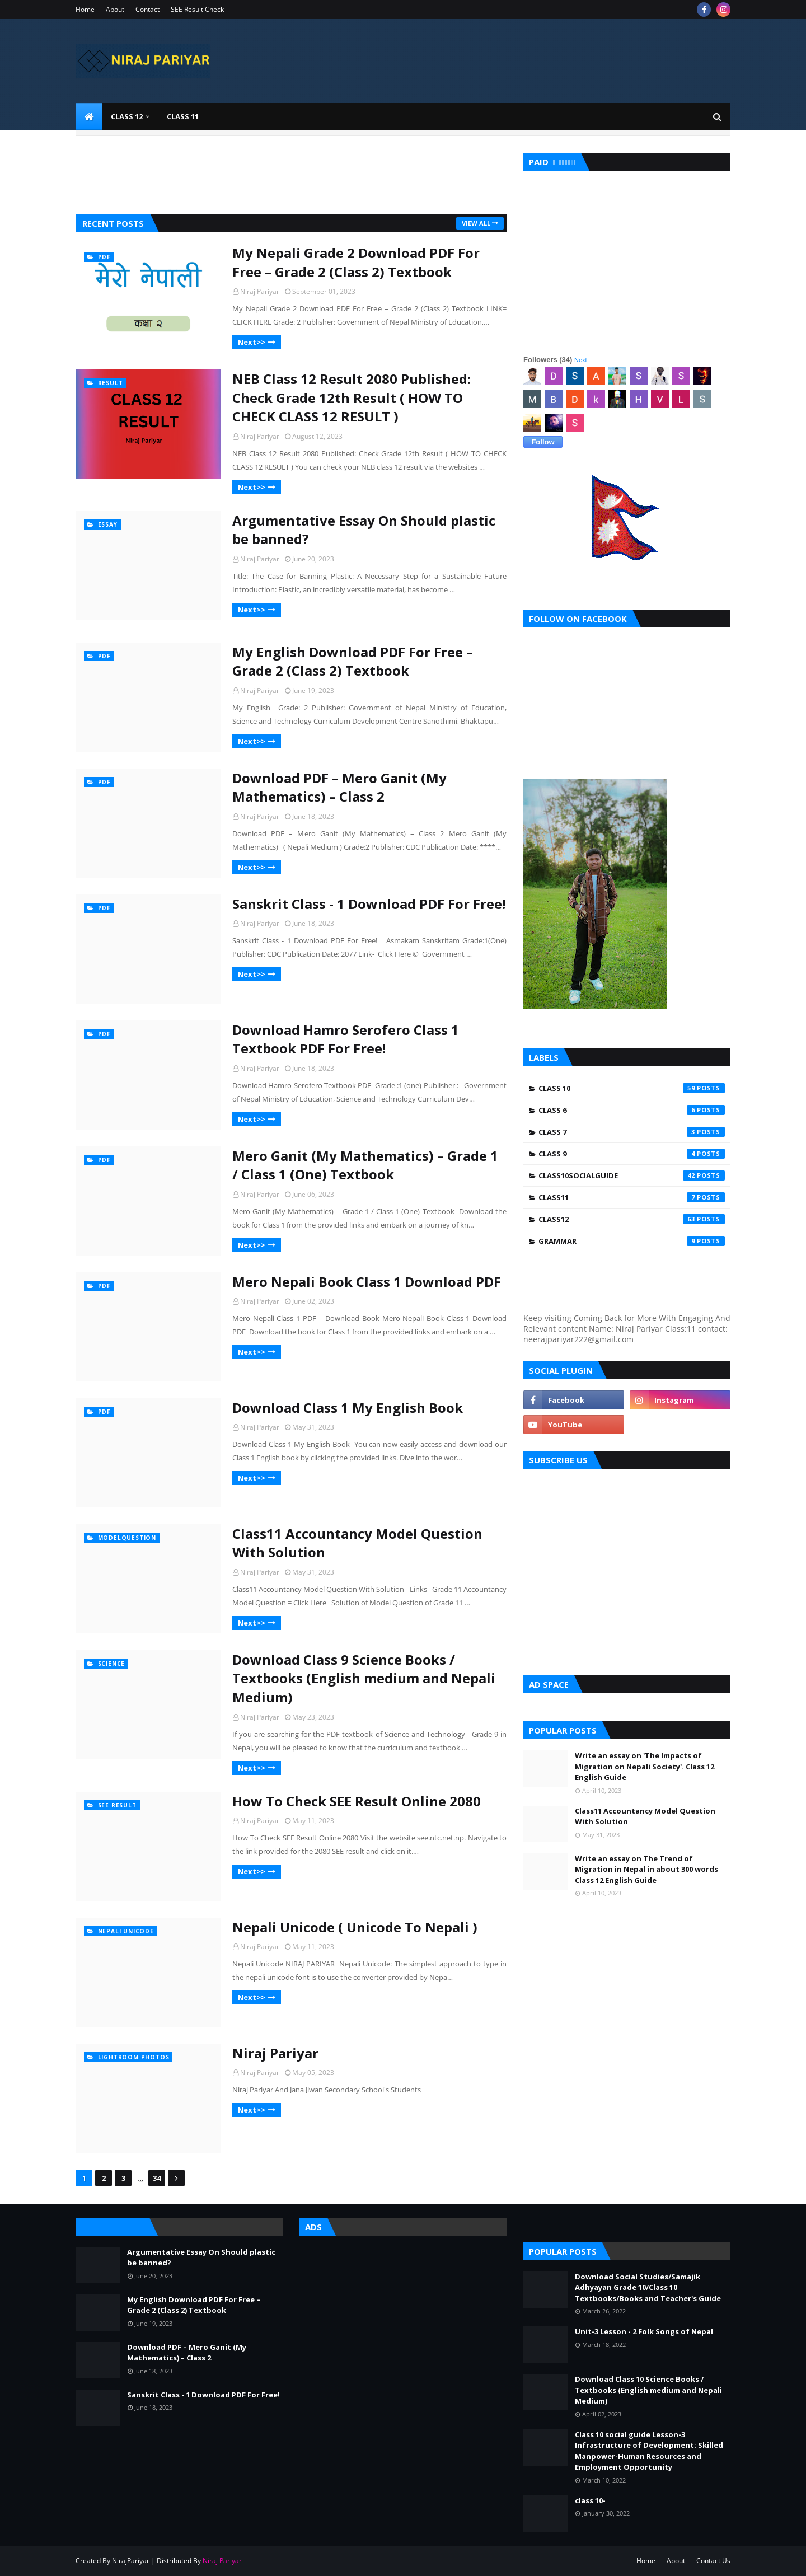 Home About Contact SEE Result Check
NIRAJ PARIYAR
CLASS 12 CLASS 11
RECENT POSTS
VIEW ALL
PDF
मेरो नेपाली
कक्षा २
My Nepali Grade 2 Download PDF For
Free – Grade 2 (Class 2) Textbook
Niraj Pariyar September 01, 2023
My Nepali Grade 2 Download PDF For Free – Grade 2 (Class 2) Textbook LINK=
CLICK HERE Grade: 2 Publisher: Government of Nepal Ministry of Education,...
Next>>
RESULT
CLASS 12
RESULT
Niraj Pariyar
NEB Class 12 Result 2080 Published:
Check Grade 12th Result ( HOW TO
CHECK CLASS 12 RESULT )
Niraj Pariyar August 12, 2023
NEB Class 12 Result 2080 Published: Check Grade 12th Result ( HOW TO CHECK
CLASS 12 RESULT ) You can check your NEB class 12 result via the websites ...
Next>>
ESSAY
Argumentative Essay On Should plastic
be banned?
Niraj Pariyar June 20, 2023
Title: The Case for Banning Plastic: A Necessary Step for a Sustainable Future
Introduction: Plastic, an incredibly versatile material, has become ...
Next>>
PDF
My English Download PDF For Free –
Grade 2 (Class 2) Textbook
Niraj Pariyar June 19, 2023
My English Grade: 2 Publisher: Government of Nepal Ministry of Education,
Science and Technology Curriculum Development Centre Sanothimi, Bhaktapu...
Next>>
PDF
Download PDF – Mero Ganit (My
Mathematics) – Class 2
Niraj Pariyar June 18, 2023
Download PDF – Mero Ganit (My Mathematics) – Class 2 Mero Ganit (My
Mathematics) ( Nepali Medium ) Grade:2 Publisher: CDC Publication Date: ****...
Next>>
PDF
Sanskrit Class - 1 Download PDF For Free!
Niraj Pariyar June 18, 2023
Sanskrit Class - 1 Download PDF For Free! Asmakam Sanskritam Grade:1(One)
Publisher: CDC Publication Date: 2077 Link- Click Here © Government ...
Next>>
PDF
Download Hamro Serofero Class 1
Textbook PDF For Free!
Niraj Pariyar June 18, 2023
Download Hamro Serofero Textbook PDF Grade :1 (one) Publisher : Government
of Nepal Ministry of Education, Science and Technology Curriculum Dev...
Next>>
PDF
Mero Ganit (My Mathematics) – Grade 1
/ Class 1 (One) Textbook
Niraj Pariyar June 06, 2023
Mero Ganit (My Mathematics) – Grade 1 / Class 1 (One) Textbook Download the
book for Class 1 from the provided links and embark on a journey of kn...
Next>>
PDF
Mero Nepali Book Class 1 Download PDF
Niraj Pariyar June 02, 2023
Mero Nepali Class 1 PDF – Download Book Mero Nepali Book Class 1 Download
PDF Download the book for Class 1 from the provided links and embark on a ...
Next>>
PDF
Download Class 1 My English Book
Niraj Pariyar May 31, 2023
Download Class 1 My English Book You can now easily access and download our
Class 1 English book by clicking the provided links. Dive into the wor...
Next>>
MODELQUESTION
Class11 Accountancy Model Question
With Solution
Niraj Pariyar May 31, 2023
Class11 Accountancy Model Question With Solution Links Grade 11 Accountancy
Model Question = Click Here Solution of Model Question of Grade 11 ...
Next>>
SCIENCE
Download Class 9 Science Books /
Textbooks (English medium and Nepali
Medium)
Niraj Pariyar May 23, 2023
If you are searching for the PDF textbook of Science and Technology - Grade 9 in
Nepal, you will be pleased to know that the curriculum and textbook ...
Next>>
SEE RESULT
How To Check SEE Result Online 2080
Niraj Pariyar May 11, 2023
How To Check SEE Result Online 2080 Visit the website see.ntc.net.np. Navigate to
the link provided for the 2080 SEE result and click on it....
Next>>
NEPALI UNICODE
Nepali Unicode ( Unicode To Nepali )
Niraj Pariyar May 11, 2023
Nepali Unicode NIRAJ PARIYAR Nepali Unicode: The simplest approach to type in
the nepali unicode font is to use the converter provided by Nepa...
Next>>
LIGHTROOM PHOTOS
Niraj Pariyar
Niraj Pariyar May 05, 2023
Niraj Pariyar And Jana Jiwan Secondary School's Students
Next>>
1 2 3 ... 34
PAID
Followers (34) Next
D S A S S
M B D k H V L S
S
Follow
FOLLOW ON FACEBOOK
LABELS
CLASS 10 59 POSTS
CLASS 6 6 POSTS
CLASS 7 3 POSTS
CLASS 9 4 POSTS
CLASS10SOCIALGUIDE 42 POSTS
CLASS11 7 POSTS
CLASS12 63 POSTS
GRAMMAR 9 POSTS
Keep visiting Coming Back for More With Engaging And
Relevant content Name: Niraj Pariyar Class:11 contact:
neerajpariyar222@gmail.com
SOCIAL PLUGIN
Facebook Instagram
YouTube
SUBSCRIBE US
AD SPACE
POPULAR POSTS
Write an essay on 'The Impacts of
Migration on Nepali Society'. Class 12
English Guide
April 10, 2023
Class11 Accountancy Model Question
With Solution
May 31, 2023
Write an essay on The Trend of
Migration in Nepal in about 300 words
Class 12 English Guide
April 10, 2023
Argumentative Essay On Should plastic
be banned?
June 20, 2023
My English Download PDF For Free –
Grade 2 (Class 2) Textbook
June 19, 2023
Download PDF – Mero Ganit (My
Mathematics) – Class 2
June 18, 2023
Sanskrit Class - 1 Download PDF For Free!
June 18, 2023
ADS
POPULAR POSTS
Download Social Studies/Samajik
Adhyayan Grade 10/Class 10
Textbooks/Books and Teacher's Guide
March 26, 2022
Unit-3 Lesson - 2 Folk Songs of Nepal
March 18, 2022
Download Class 10 Science Books /
Textbooks (English medium and Nepali
Medium)
April 02, 2023
Class 10 social guide Lesson-3
Infrastructure of Development: Skilled
Manpower-Human Resources and
Employment Opportunity
March 10, 2022
class 10-
January 30, 2022
Created By NirajPariyar | Distributed By Niraj Pariyar
Home About Contact Us